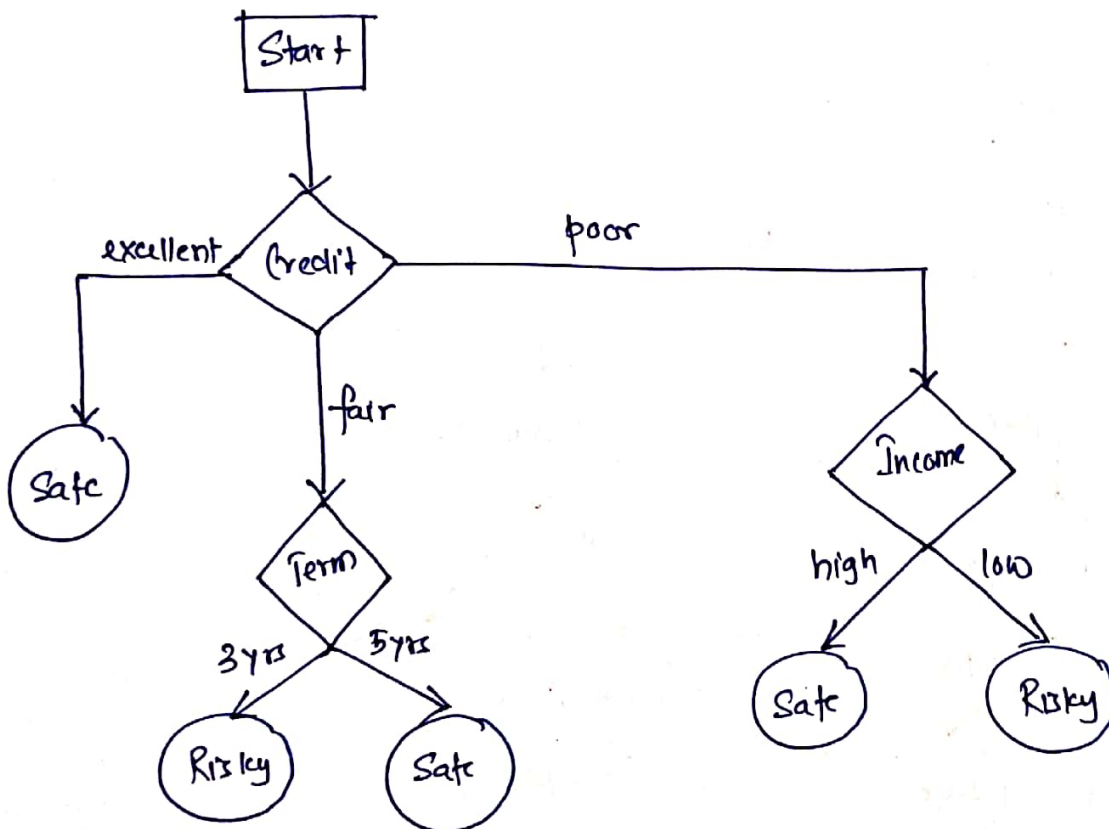 Start
excellent
Credit
poor
fair
Safe
Income
Term
high
low
3yrs
5yrs
Safe
Risky
Risky
Safe